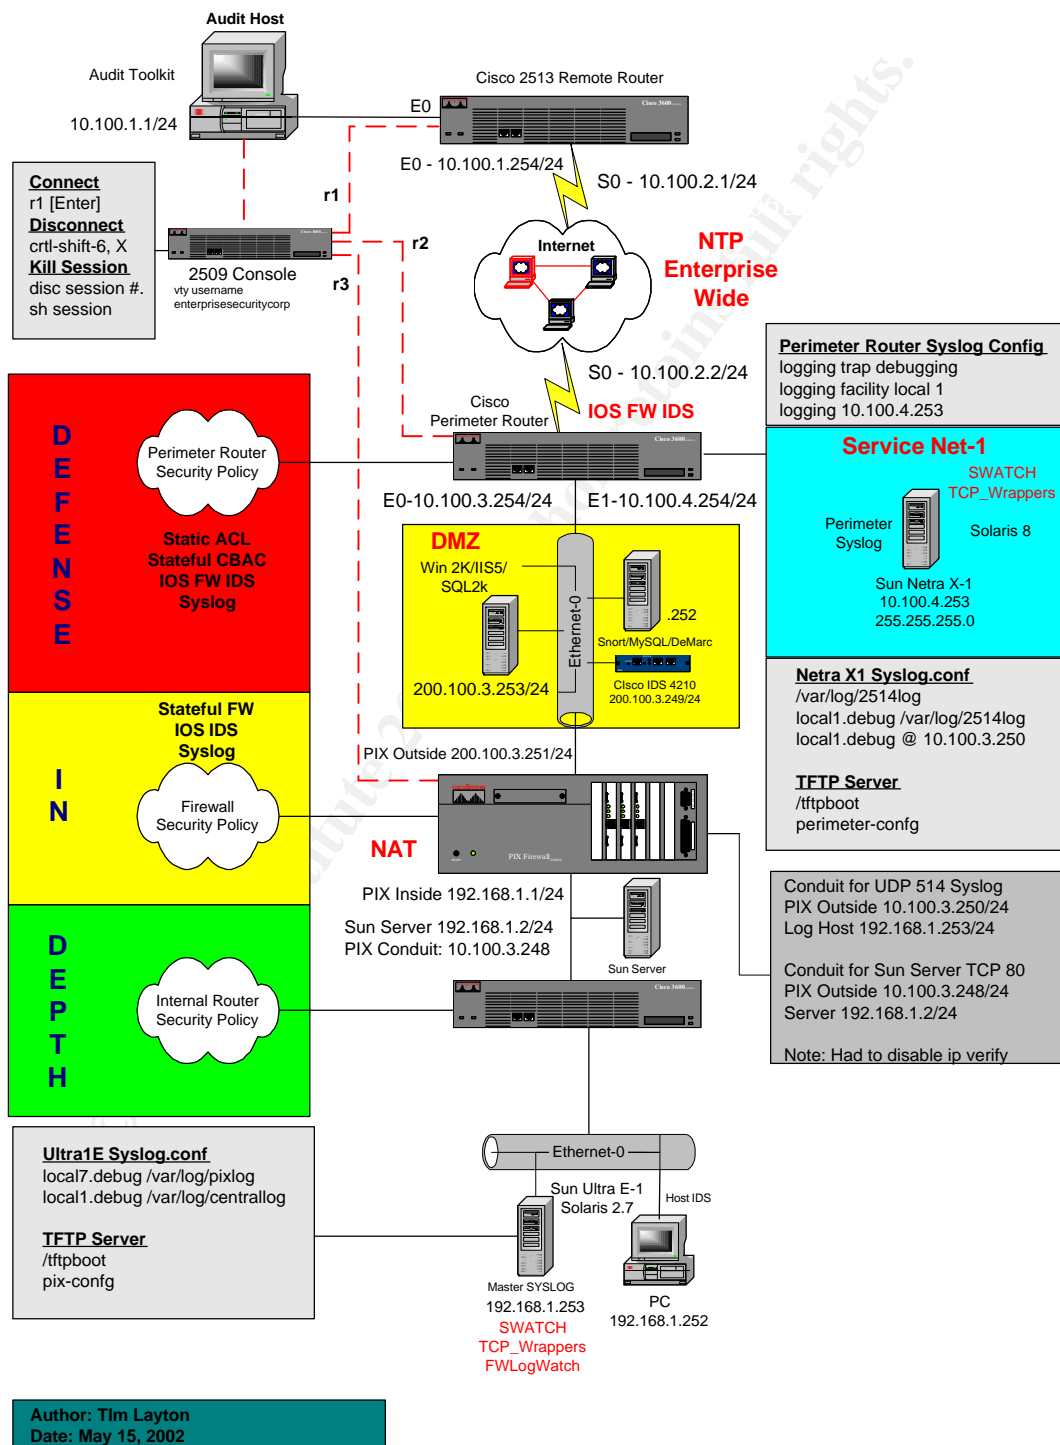 Audit Host
Audit Toolkit
10.100.1.1/24
Cisco 2513 Remote Router
E0
Cisco 3600
E0 - 10.100.1.254/24
S0 - 10.100.2.1/24
Connect
r1 [Enter]
Disconnect
crtl-shift-6, X
Kill Session
disc session #.
sh session
r1
r2
r3
2509 Console
vty username
enterprisesecuritycorp
Internet
NTP
Enterprise
Wide
S0 - 10.100.2.2/24
Cisco
Perimeter Router
IOS FW IDS
Cisco 3600
Perimeter Router Syslog Config
logging trap debugging
logging facility local 1
logging 10.100.4.253
D
E
F
E
N
S
E
Perimeter Router
Security Policy
Static ACL
Stateful CBAC
IOS FW IDS
Syslog
E0-10.100.3.254/24
E1-10.100.4.254/24
Service Net-1
SWATCH
TCP_Wrappers
Perimeter
Syslog
Solaris 8
Sun Netra X-1
10.100.4.253
255.255.255.0
DMZ
Win 2K/IIS5/
SQL2k
Ethernet-0
.252
Snort/MySQL/DeMarc
CIsco IDS 4210
200.100.3.249/24
200.100.3.253/24
Netra X1 Syslog.conf
/var/log/2514log
local1.debug /var/log/2514log
local1.debug @ 10.100.3.250
TFTP Server
/tftpboot
perimeter-confg
I
N
Stateful FW
IOS IDS
Syslog
Firewall
Security Policy
PIX Outside 200.100.3.251/24
PIX Firewall
NAT
PIX Inside 192.168.1.1/24
Sun Server 192.168.1.2/24
PIX Conduit: 10.100.3.248
Sun Server
Conduit for UDP 514 Syslog
PIX Outside 10.100.3.250/24
Log Host 192.168.1.253/24
Conduit for Sun Server TCP 80
PIX Outside 10.100.3.248/24
Server 192.168.1.2/24
Note: Had to disable ip verify
D
E
P
T
H
Internal Router
Security Policy
Cisco 3600
Ultra1E Syslog.conf
local7.debug /var/log/pixlog
local1.debug /var/log/centrallog
TFTP Server
/tftpboot
pix-confg
Ethernet-0
Sun Ultra E-1
Solaris 2.7
Host IDS
Master SYSLOG
192.168.1.253
SWATCH
TCP_Wrappers
FWLogWatch
PC
192.168.1.252
Author: TIm Layton
Date: May 15, 2002